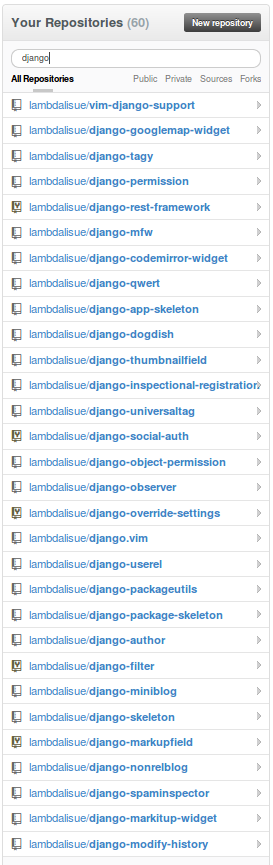 Your Repositories (60) New repository
django
All Repositories Public Private Sources Forks
lambdalisue/vim-django-support
lambdalisue/django-googlemap-widget
lambdalisue/django-tagy
lambdalisue/django-permission
lambdalisue/django-rest-framework
lambdalisue/django-mfw
lambdalisue/django-codemirror-widget
lambdalisue/django-qwert
lambdalisue/django-app-skeleton
lambdalisue/django-dogdish
lambdalisue/django-thumbnailfield
lambdalisue/django-inspectional-registration
lambdalisue/django-universaltag
lambdalisue/django-social-auth
lambdalisue/django-object-permission
lambdalisue/django-observer
lambdalisue/django-override-settings
lambdalisue/django.vim
lambdalisue/django-userel
lambdalisue/django-packageutils
lambdalisue/django-package-skeleton
lambdalisue/django-author
lambdalisue/django-filter
lambdalisue/django-miniblog
lambdalisue/django-skeleton
lambdalisue/django-markupfield
lambdalisue/django-nonrelblog
lambdalisue/django-spaminspector
lambdalisue/django-markitup-widget
lambdalisue/django-modify-history